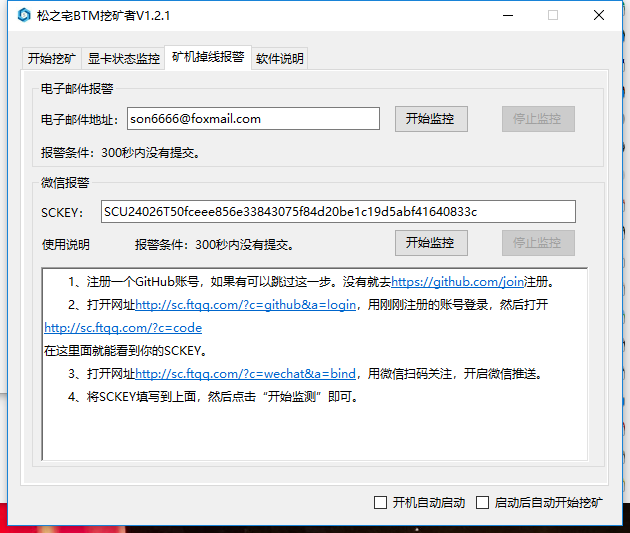 松之宅BTM挖矿者V1.2.1
开始挖矿 显卡状态监控 矿机掉线报警 软件说明
电子邮件报警
电子邮件地址： son6666@foxmail.com 开始监控 停止监控
报警条件：300秒内没有提交。
微信报警
SCKEY： SCU24026T50fceee856e33843075f84d20be1c19d5abf41640833c
使用说明 报警条件：300秒内没有提交。 开始监控 停止监控
1、注册一个GitHub账号，如果有可以跳过这一步。没有就去https://github.com/join注册。
2、打开网址http://sc.ftqq.com/?c=github&a=login，用刚刚注册的账号登录，然后打开
http://sc.ftqq.com/?c=code
在这里面就能看到你的SCKEY。
3、打开网址http://sc.ftqq.com/?c=wechat&a=bind，用微信扫码关注，开启微信推送。
4、将SCKEY填写到上面，然后点击“开始监测”即可。
开机自动启动 启动后自动开始挖矿